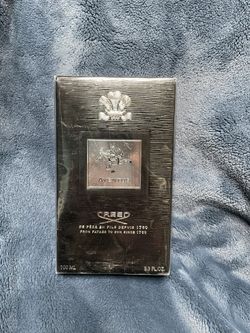 CREED
DE PÈRE EN FILS DEPUIS 1760
FROM FATHER TO SON SINCE 1760
100 ML 3.3 FL.OZ.